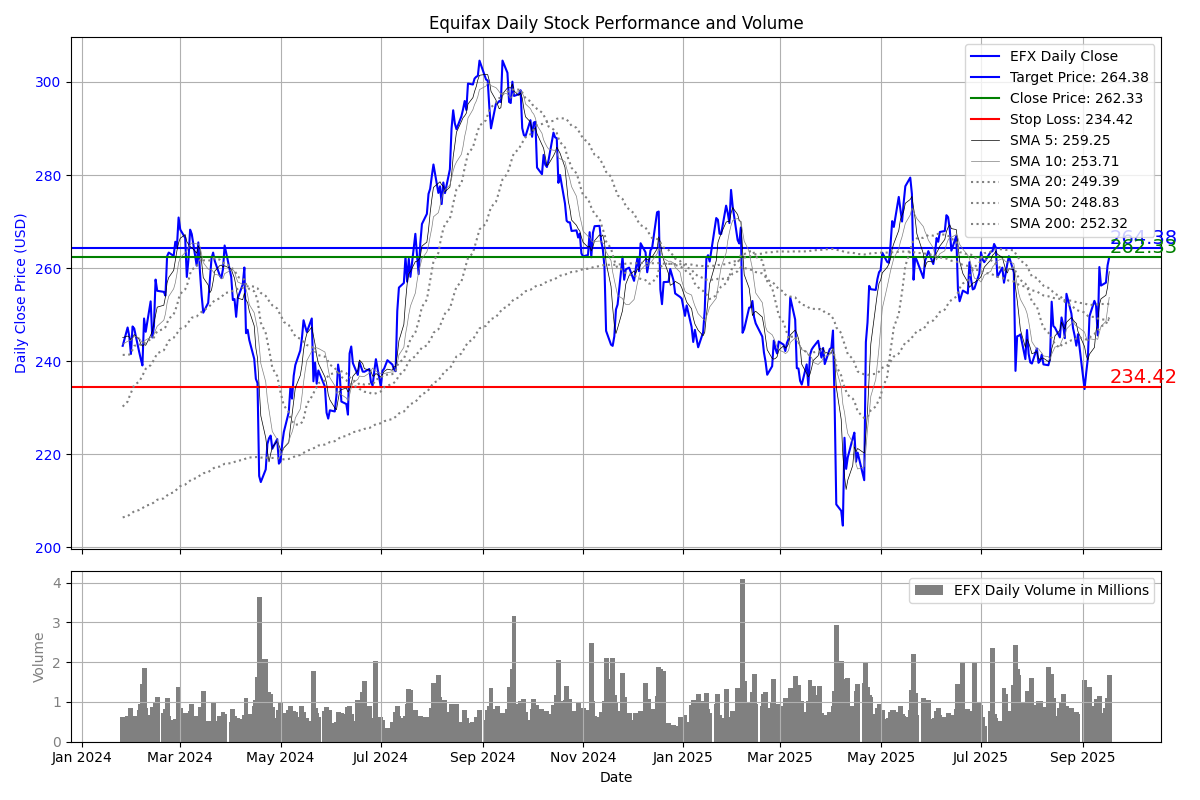 Equifax Daily Stock Performance and Volume
Daily Close Price (USD)
300
280
260
240
220
200
EFX Daily Close
Target Price: 264.38
Close Price: 262.33
Stop Loss: 234.42
SMA 5: 259.25
SMA 10: 253.71
SMA 20: 249.39
SMA 50: 248.83
SMA 200: 252.32
264.38
262.33
234.42
Volume
4
3
2
1
0
EFX Daily Volume in Millions
Jan 2024 Mar 2024 May 2024 Jul 2024 Sep 2024 Nov 2024 Jan 2025 Mar 2025 May 2025 Jul 2025 Sep 2025
Date